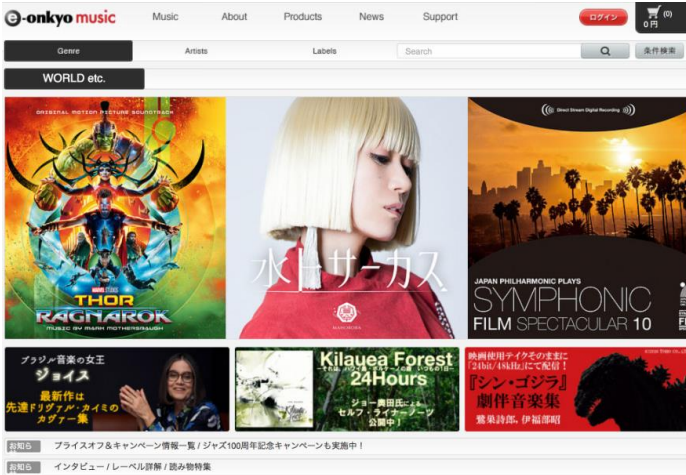 e-onkyo music
Music About Products News Support
ログイン
(0)
0 円
Genre Artists Labels Search 条件検索
WORLD etc.
ORIGINAL MOTION PICTURE SOUNDTRACK
MARVEL STUDIOS
THOR
RAGNAROK
MUSIC BY MARK MOTHERSBAUGH
水トサーカス
((( Direct Stream Digital Recording )))
JAPAN PHILHARMONIC PLAYS
SYMPHONIC
FILM SPECTACULAR 10
ブラジル音楽の女王
ジョイス
最新作は
先達ドリヴァル・カイミの
カヴァー集
Kilauea Forest
24Hours
ジョー奥田氏による
セルフ・ライナーノーツ
公開中！
映画使用テイクそのままに
「24bit/48kHz」にて配信！
『シン・ゴジラ』
劇伴音楽集
鷺巣詩郎、伊福部昭
お知ら プライスオフ＆キャンペーン情報一覧 / ジャズ100周年記念キャンペーンも実施中！
お知ら インタビュー / レーベル詳解 / 読み物特集